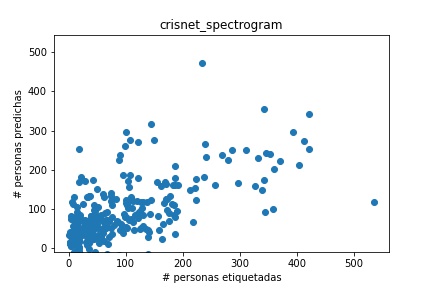 crisnet_spectrogram
500
400
300
200
100
0
# personas predichas
0 100 200 300 400 500
# personas etiquetadas